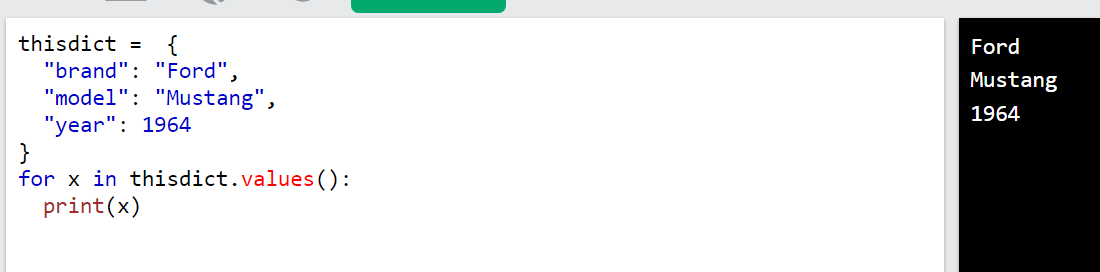 thisdict =  {
  "brand": "Ford",
  "model": "Mustang",
  "year": 1964
}
for x in thisdict.values():
  print(x)
Ford
Mustang
1964